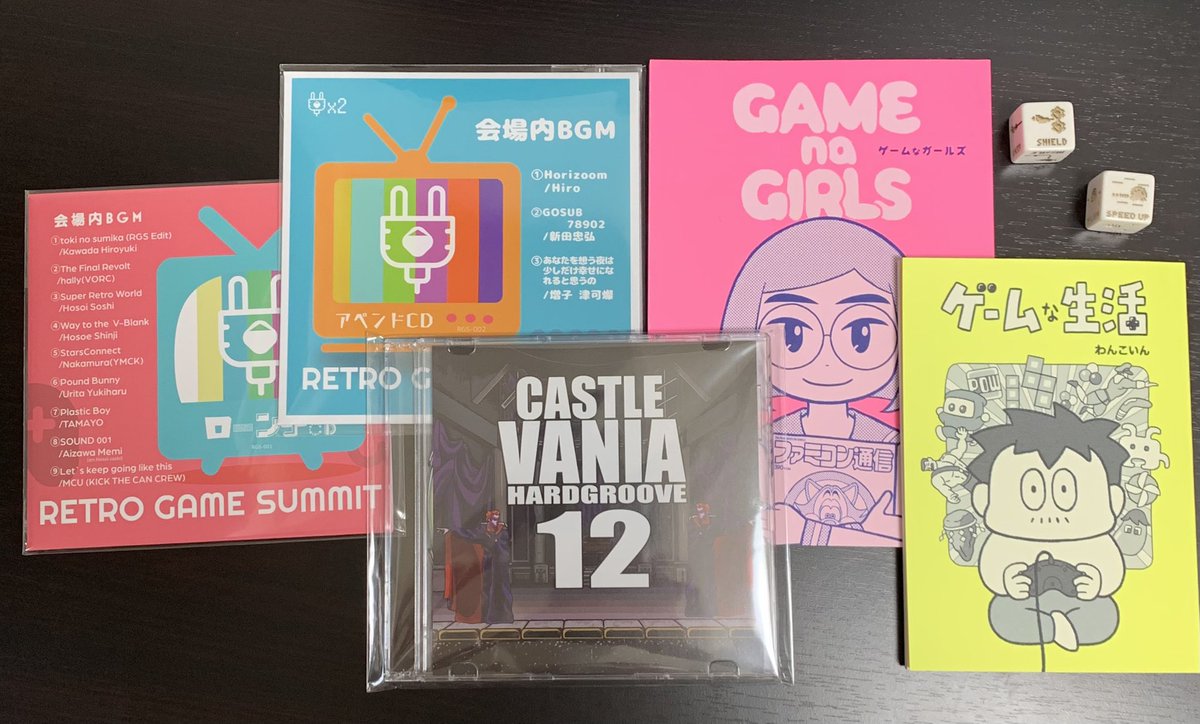 会場内BGM
①toki no sumika (RGS Edit)
/Kawada Hiroyuki
②The Final Revolt
/hally(VORC)
③Super Retro World
/Hosoi Soshi
④Way to the V-Blank
/Hosoe Shinji
⑤StarsConnect
/Nakamura(YMCK)
⑥Pound Bunny
/Urita Yukiharu
⑦Plastic Boy
/TAMAYO
⑧SOUND 001
/Aizawa Memi
⑨Let`s keep going like this
/MCU (KICK THE CAN CREW)
RGS-001
RETRO GAME SUMMIT
x2
会場内BGM
①Horizoom
/Hiro
②GOSUB
78902
/新田忠弘
③あなたを想う夜は
少しだけ幸せにな
れると思うの
/増子 津可燦
アペンドCD
RGS-002
RETRO G
CASTLE
VANIA
HARDGROOVE
12
GAME
na
ゲームなガールズ
GIRLS
ファミコン通信
SHIELD
SPEED UP
ゲームな生活
わんこいん
POW